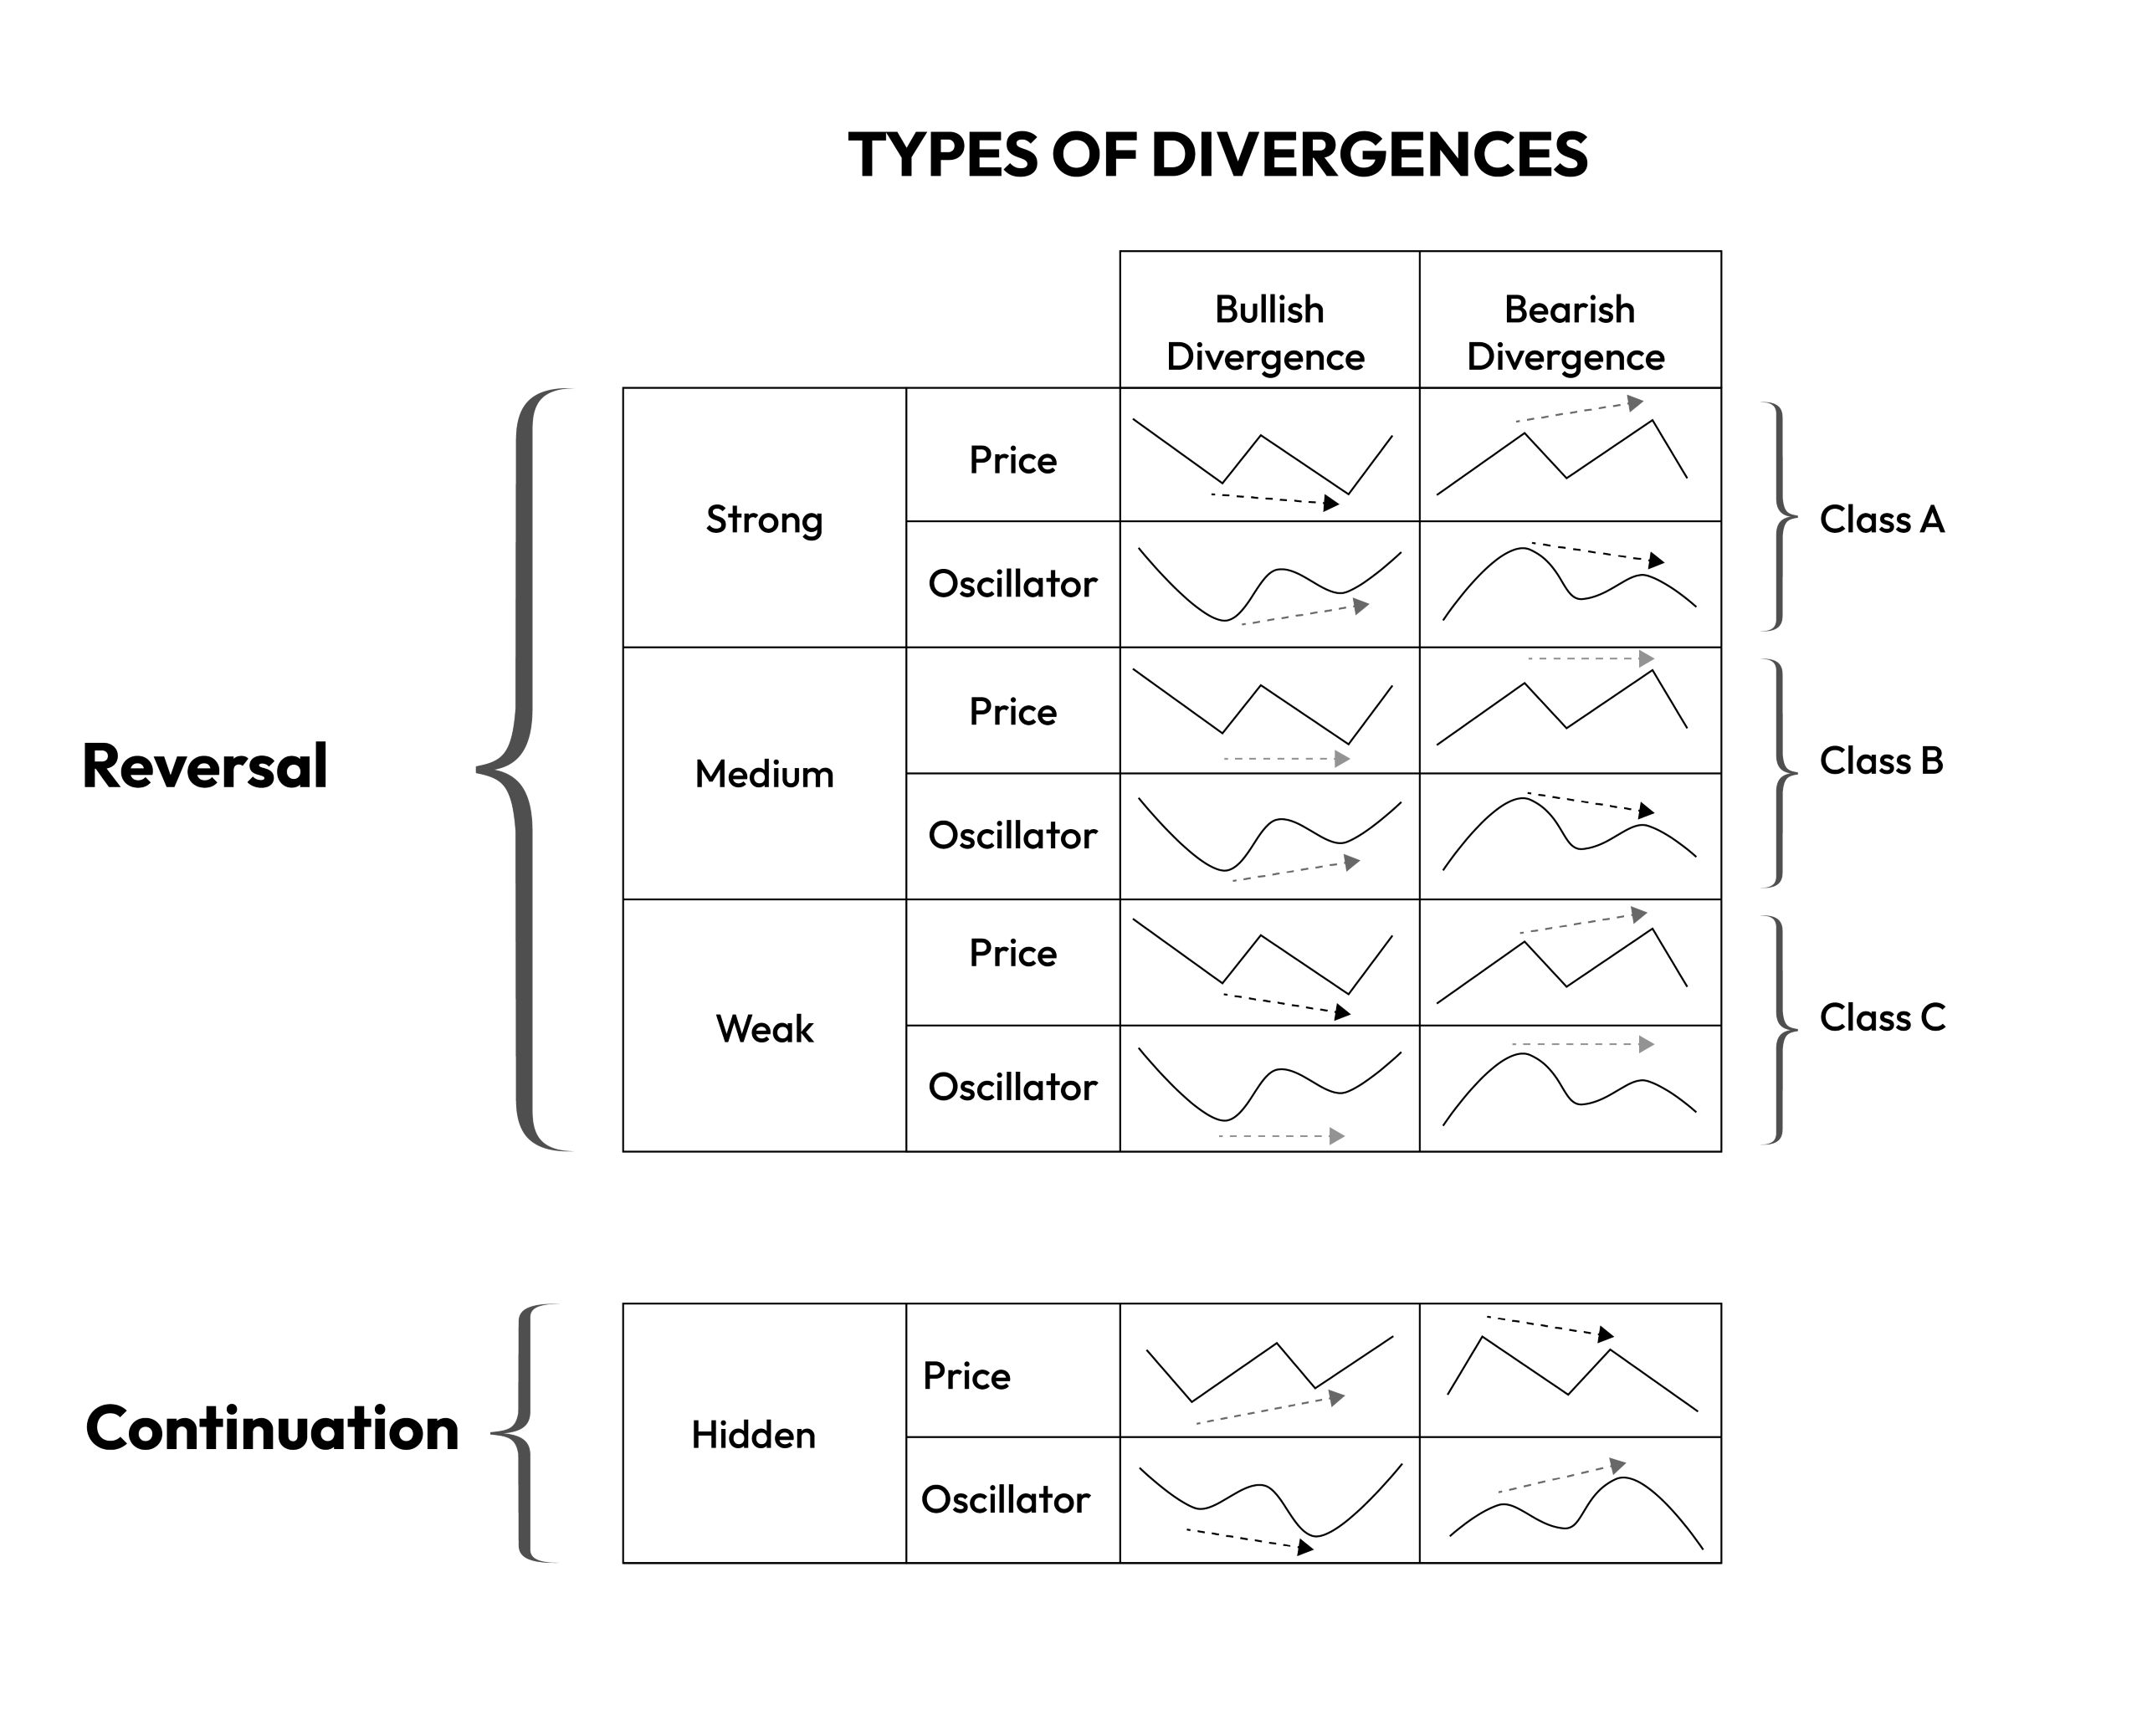 TYPES OF DIVERGENCES
Bullish
Divergence
Bearish
Divergence
Reversal
Strong
Price
Oscillator
Class A
Medium
Price
Oscillator
Class B
Weak
Price
Oscillator
Class C
Continuation
Hidden
Price
Oscillator